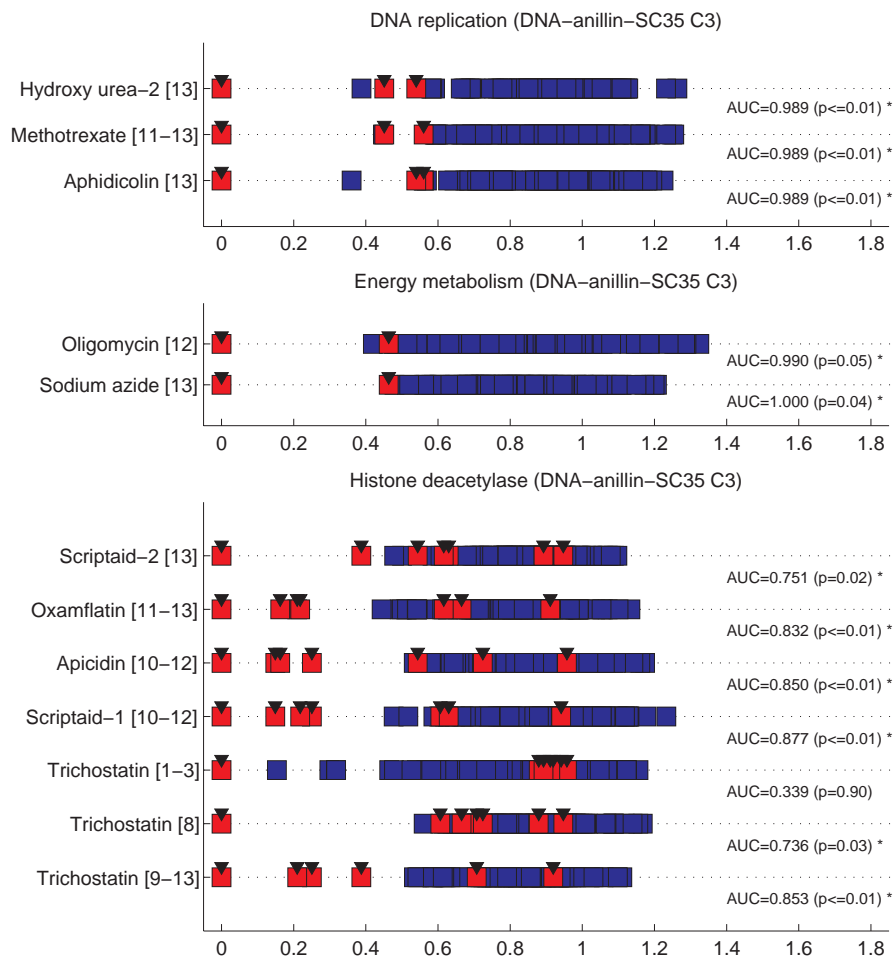 DNA replication (DNA−anillin−SC35 C3)
Hydroxy urea−2 [13]
AUC=0.989 (p<=0.01) *
Methotrexate [11−13]
AUC=0.989 (p<=0.01) *
Aphidicolin [13]
AUC=0.989 (p<=0.01) *
0 0.2 0.4 0.6 0.8 1 1.2 1.4 1.6 1.8
Energy metabolism (DNA−anillin−SC35 C3)
Oligomycin [12]
AUC=0.990 (p=0.05) *
Sodium azide [13]
AUC=1.000 (p=0.04) *
0 0.2 0.4 0.6 0.8 1 1.2 1.4 1.6 1.8
Histone deacetylase (DNA−anillin−SC35 C3)
Scriptaid−2 [13]
AUC=0.751 (p=0.02) *
Oxamflatin [11−13]
AUC=0.832 (p<=0.01) *
Apicidin [10−12]
AUC=0.850 (p<=0.01) *
Scriptaid−1 [10−12]
AUC=0.877 (p<=0.01) *
Trichostatin [1−3]
AUC=0.339 (p=0.90)
Trichostatin [8]
AUC=0.736 (p=0.03) *
Trichostatin [9−13]
AUC=0.853 (p<=0.01) *
0 0.2 0.4 0.6 0.8 1 1.2 1.4 1.6 1.8